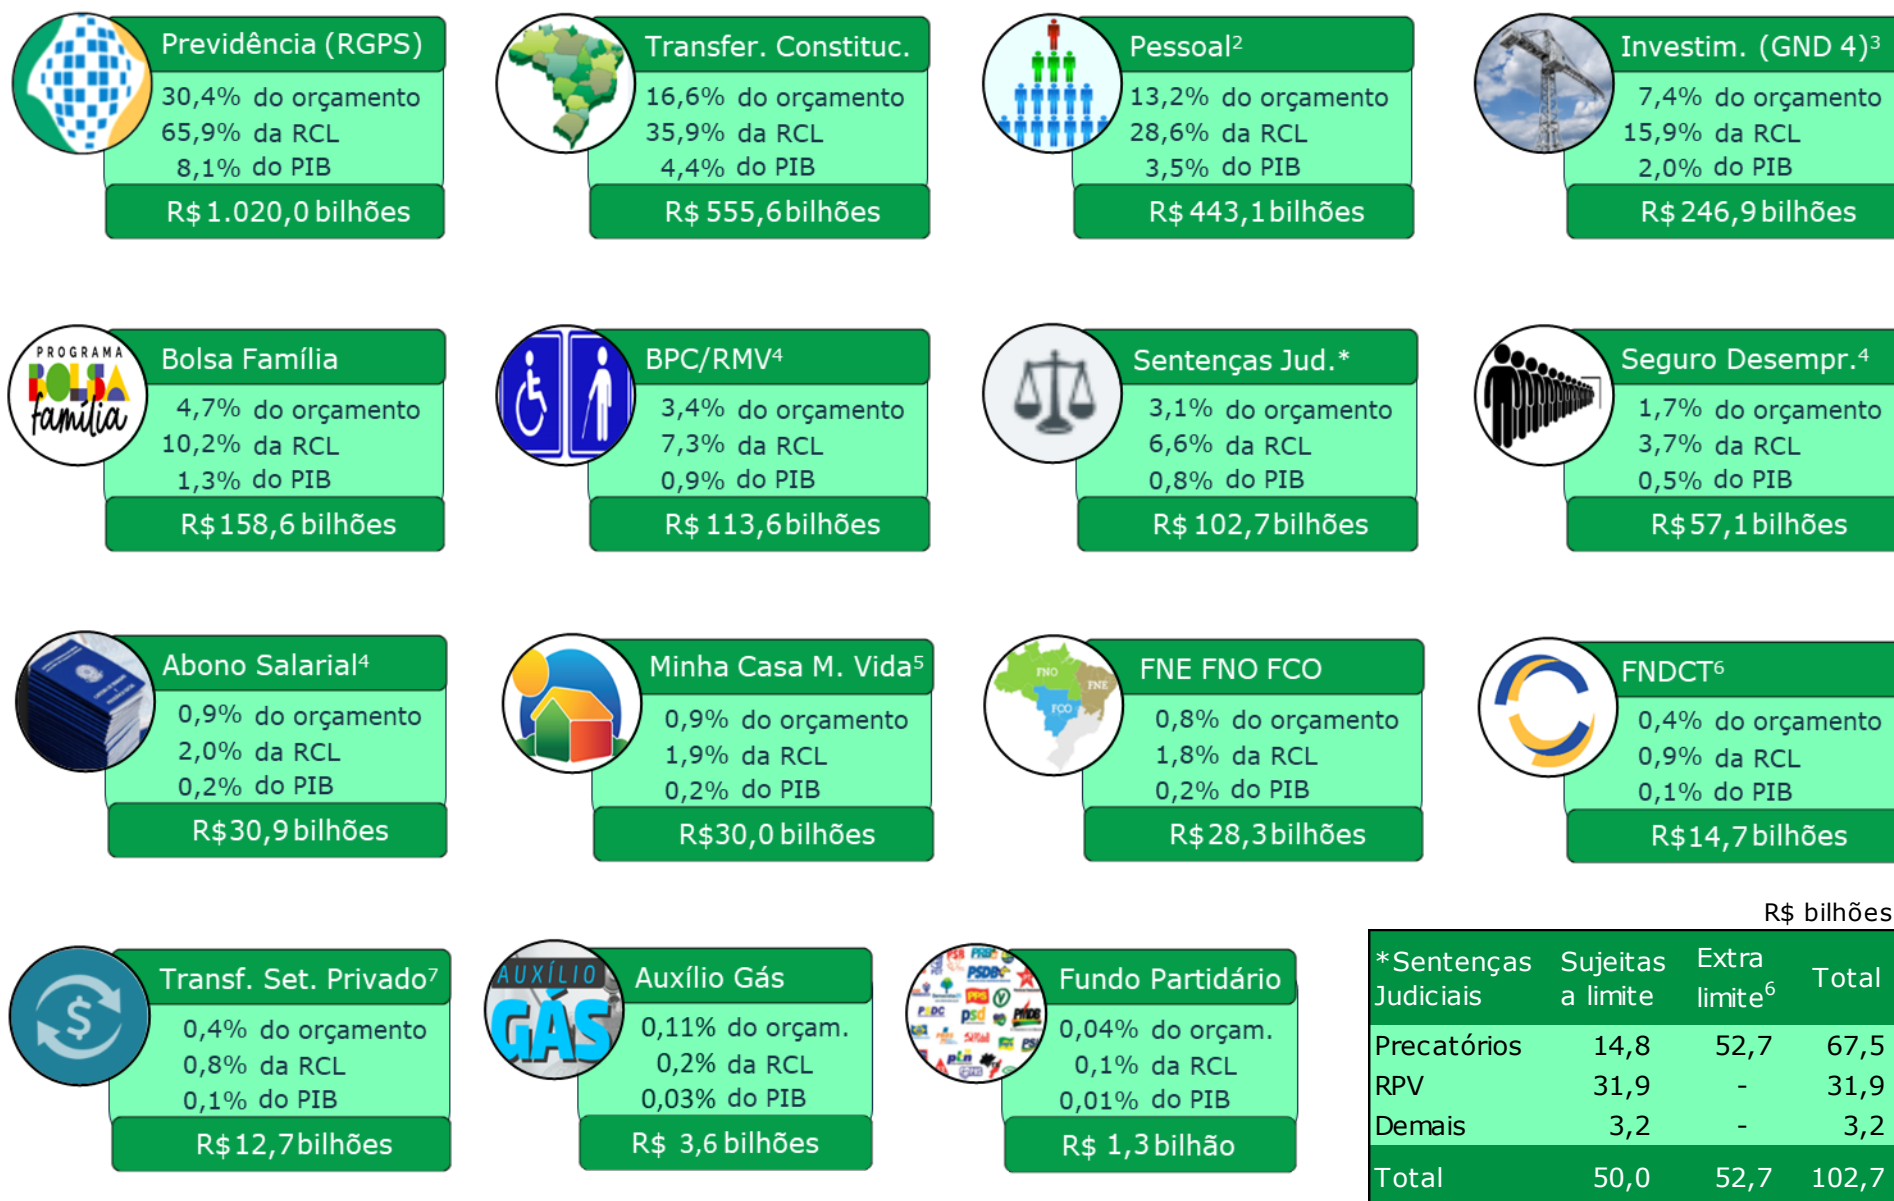 Previdência (RGPS)
30,4% do orçamento
65,9% da RCL
8,1% do PIB
R$ 1.020,0 bilhões
Transfer. Constituc.
16,6% do orçamento
35,9% da RCL
4,4% do PIB
R$ 555,6 bilhões
Pessoal²
13,2% do orçamento
28,6% da RCL
3,5% do PIB
R$ 443,1 bilhões
Investim. (GND 4)³
7,4% do orçamento
15,9% da RCL
2,0% do PIB
R$ 246,9 bilhões
PROGRAMA
BOLSA
família
Bolsa Família
4,7% do orçamento
10,2% da RCL
1,3% do PIB
R$ 158,6 bilhões
BPC/RMV⁴
3,4% do orçamento
7,3% da RCL
0,9% do PIB
R$ 113,6 bilhões
Sentenças Jud.*
3,1% do orçamento
6,6% da RCL
0,8% do PIB
R$ 102,7 bilhões
Seguro Desempr.⁴
1,7% do orçamento
3,7% da RCL
0,5% do PIB
R$ 57,1 bilhões
Abono Salarial⁴
0,9% do orçamento
2,0% da RCL
0,2% do PIB
R$ 30,9 bilhões
Minha Casa M. Vida⁵
0,9% do orçamento
1,9% da RCL
0,2% do PIB
R$ 30,0 bilhões
FNO
FNE
FCO
FNE FNO FCO
0,8% do orçamento
1,8% da RCL
0,2% do PIB
R$ 28,3 bilhões
FNDCT⁶
0,4% do orçamento
0,9% da RCL
0,1% do PIB
R$ 14,7 bilhões
Transf. Set. Privado⁷
0,4% do orçamento
0,8% da RCL
0,1% do PIB
R$ 12,7 bilhões
AUXÍLIO
GÁS
Auxílio Gás
0,11% do orçam.
0,2% da RCL
0,03% do PIB
R$ 3,6 bilhões
PSDB
PPS
PSDC
psd
PMDB
Fundo Partidário
0,04% do orçam.
0,1% da RCL
0,01% do PIB
R$ 1,3 bilhão
R$ bilhões
*Sentenças Judiciais Sujeitas a limite Extra limite⁶ Total
Precatórios 14,8 52,7 67,5
RPV 31,9 - 31,9
Demais 3,2 - 3,2
Total 50,0 52,7 102,7